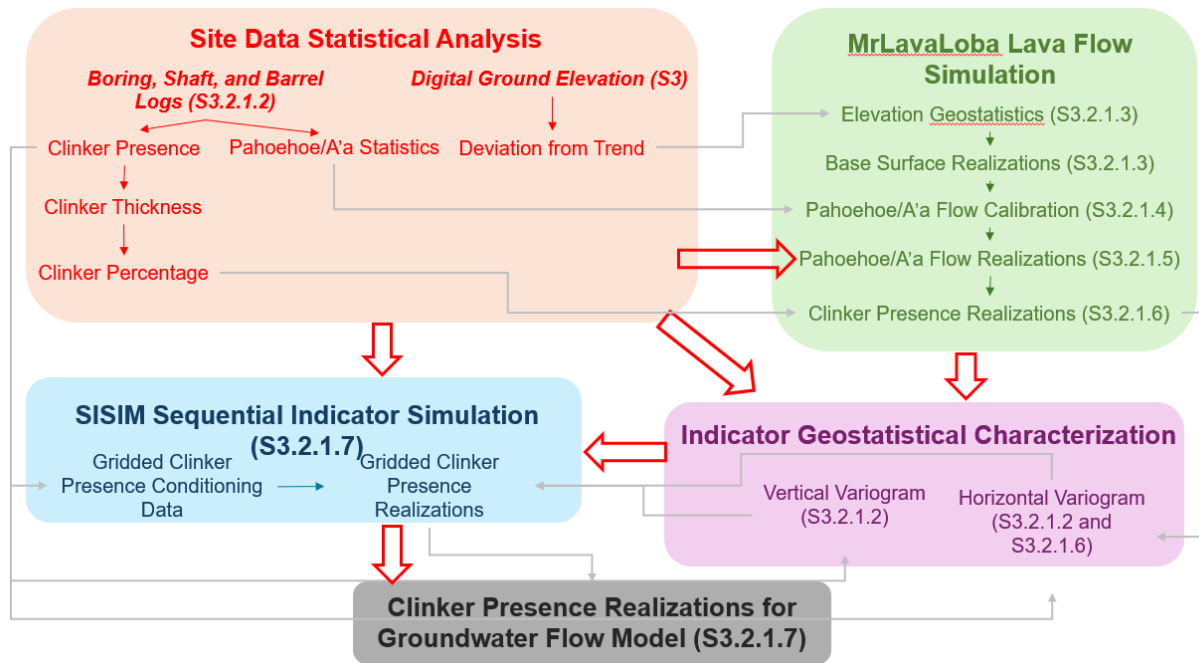 Site Data Statistical Analysis
Boring, Shaft, and Barrel
Logs (S3.2.1.2)
Digital Ground Elevation (S3)
Clinker Presence
Pahoehoe/A'a Statistics
Deviation from Trend
Clinker Thickness
Clinker Percentage
MrLavaLoba Lava Flow
Simulation
Elevation Geostatistics (S3.2.1.3)
Base Surface Realizations (S3.2.1.3)
Pahoehoe/A'a Flow Calibration (S3.2.1.4)
Pahoehoe/A'a Flow Realizations (S3.2.1.5)
Clinker Presence Realizations (S3.2.1.6)
SISIM Sequential Indicator Simulation
(S3.2.1.7)
Gridded Clinker
Presence Conditioning
Data
Gridded Clinker
Presence
Realizations
Indicator Geostatistical Characterization
Vertical Variogram
(S3.2.1.2)
Horizontal Variogram
(S3.2.1.2 and
S3.2.1.6)
Clinker Presence Realizations for
Groundwater Flow Model (S3.2.1.7)